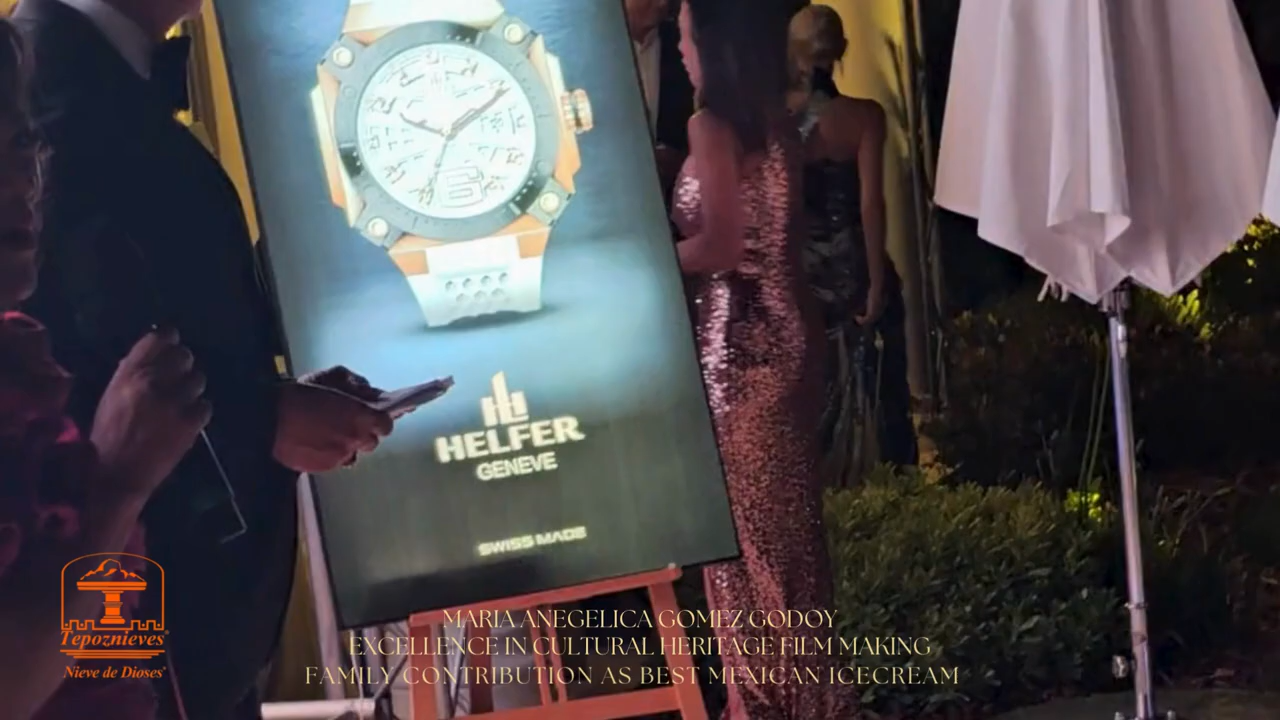 HELFER
GENEVE
SWISS MADE
MARIA ANEGELICA GOMEZ GODOY
EXCELLENCE IN CULTURAL HERITAGE FILM MAKING
FAMILY CONTRIBUTION AS BEST MEXICAN ICECREAM
Tepoznieves
Nieve de Dioses